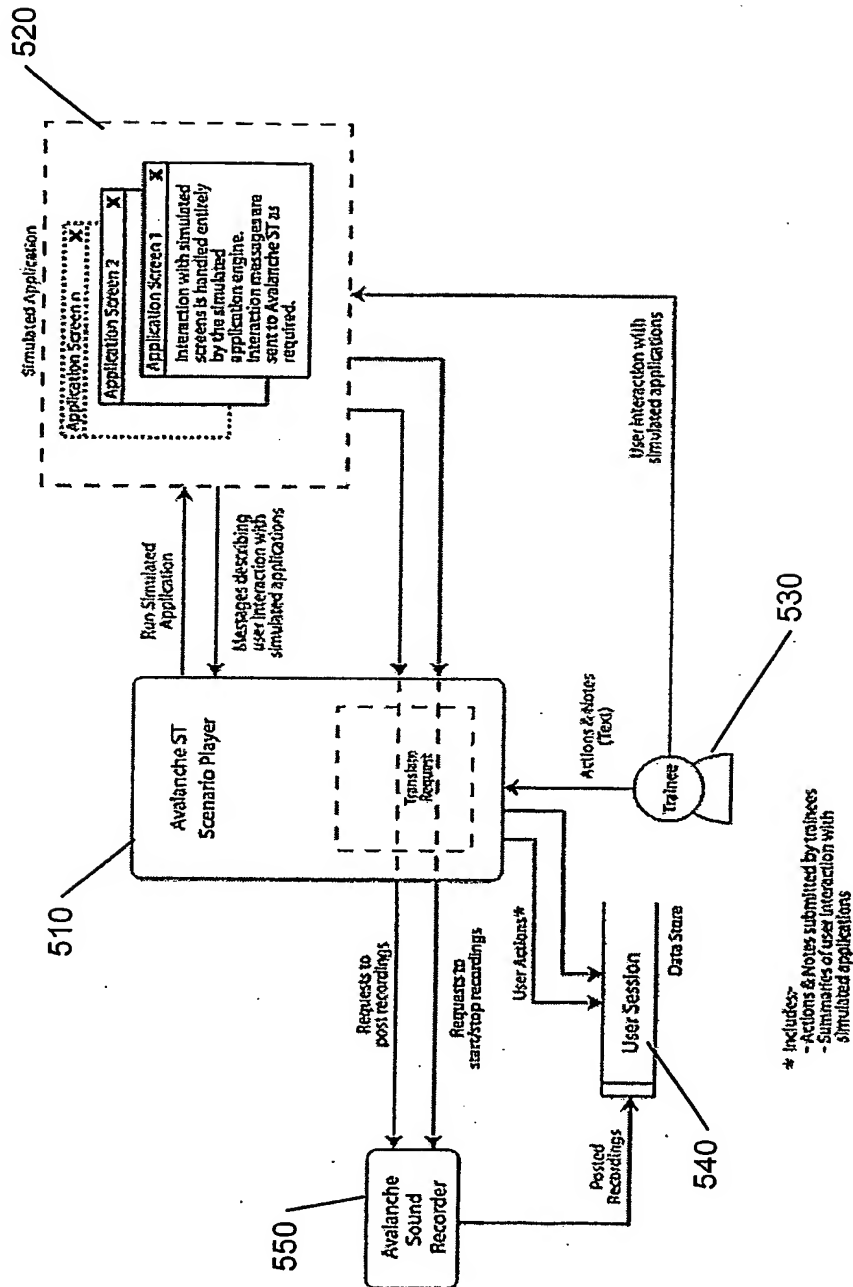 520
Simulated Application
Application Screen n
X
Application Screen 2
X
Application Screen 1
X
Interaction with simulated
screens is handled entirely
by the simulated
application engine.
Interaction messages are
sent to Avalanche ST as
required.
Run Simulated
Application
Messages describing
user interaction with
simulated applications
User Interaction with
simulated applications
510
Avalanche ST
Scenario Player
Translate
Request
Actions & Notes
(Text)
Trainee
530
Requests to
post recordings
Requests to
start/stop recordings
User Actions*
550
Avalanche
Sound
Recorder
Posted
Recordings
User Session
Data Store
540
* Includes:-
- Actions & Notes submitted by trainees
- Summaries of user interaction with
simulated applications